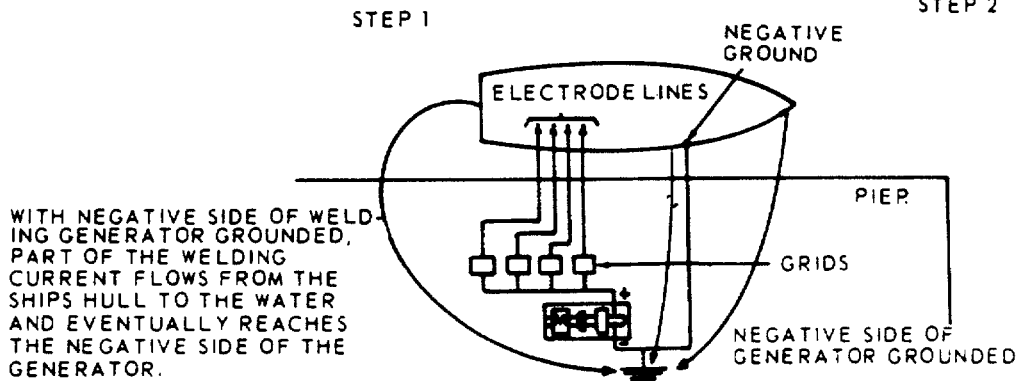 STEP 1
STEP 2
NEGATIVE
GROUND
ELECTRODE LINES
PIER
WITH NEGATIVE SIDE OF WELD-
ING GENERATOR GROUNDED,
PART OF THE WELDING
CURRENT FLOWS FROM THE
SHIPS HULL TO THE WATER
AND EVENTUALLY REACHES
THE NEGATIVE SIDE OF THE
GENERATOR.
GRIDS
+
-
NEGATIVE SIDE OF
GENERATOR GROUNDED